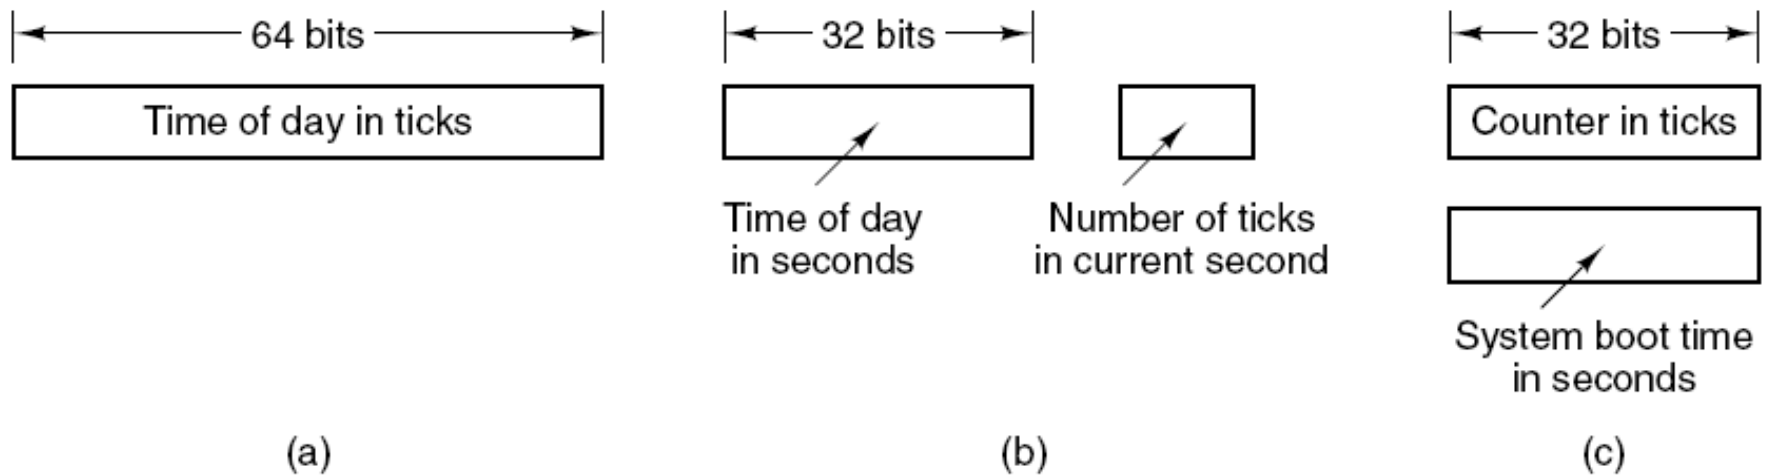 64 bits
Time of day in ticks
(a)
32 bits
Time of day
in seconds
Number of ticks
in current second
(b)
32 bits
Counter in ticks
System boot time
in seconds
(c)